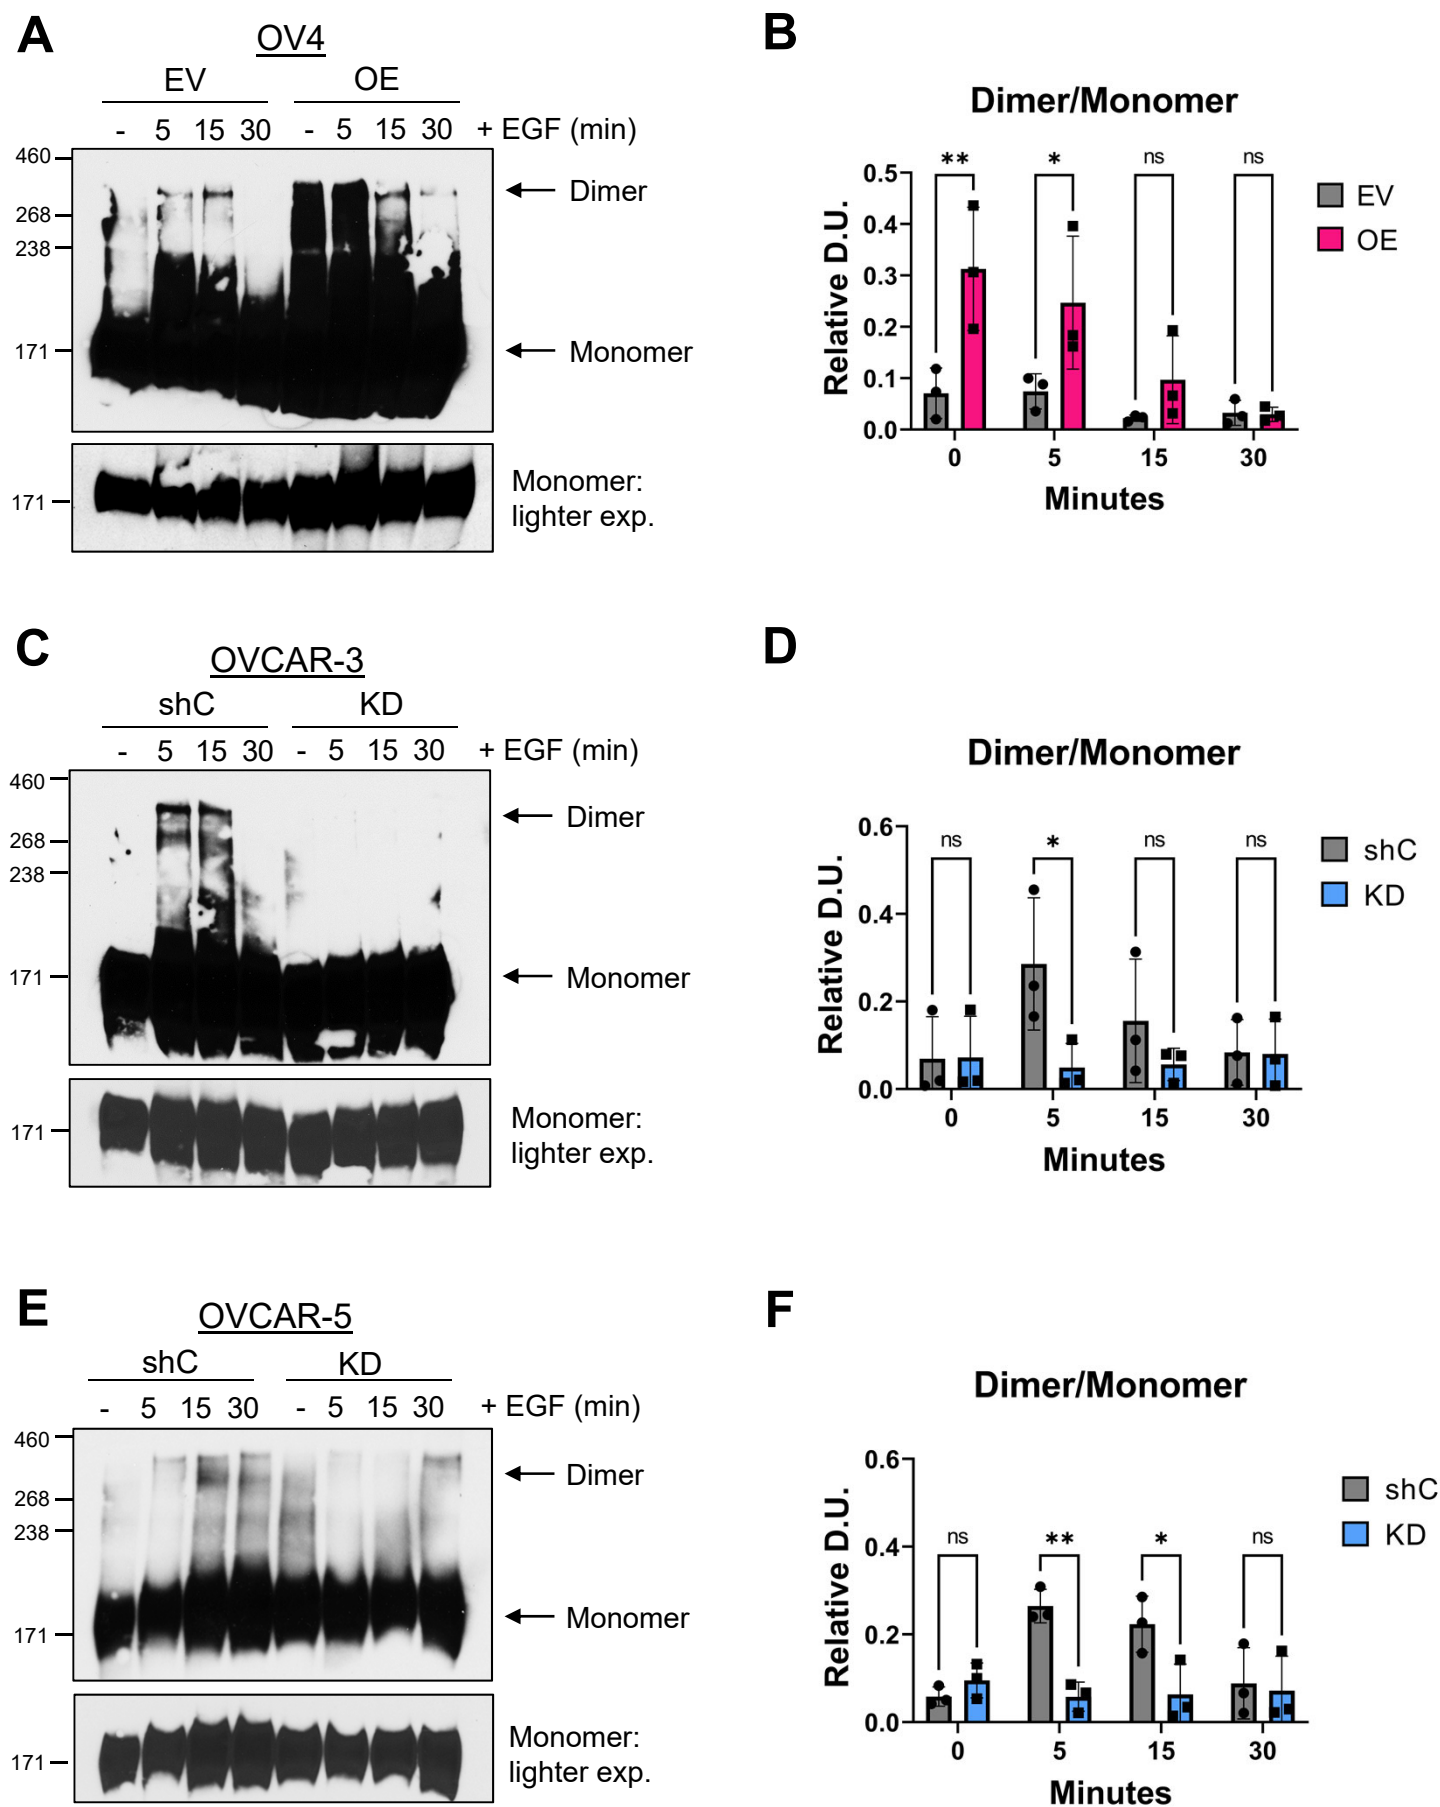 A
OV4
EV OE
- 5 15 30 - 5 15 30 + EGF (min)
460
268
238
171
Dimer
Monomer
171
Monomer:
lighter exp.
B
Dimer/Monomer
Relative D.U.
0.5
0.4
0.3
0.2
0.1
0.0
** * ns ns
0 5 15 30
Minutes
EV
OE
C
OVCAR-3
shC KD
- 5 15 30 - 5 15 30 + EGF (min)
460
268
238
171
Dimer
Monomer
171
Monomer:
lighter exp.
D
Dimer/Monomer
Relative D.U.
0.6
0.4
0.2
0.0
ns * ns ns
0 5 15 30
Minutes
shC
KD
E
OVCAR-5
shC KD
- 5 15 30 - 5 15 30 + EGF (min)
460
268
238
171
Dimer
Monomer
171
Monomer:
lighter exp.
F
Dimer/Monomer
Relative D.U.
0.6
0.4
0.2
0.0
ns ** * ns
0 5 15 30
Minutes
shC
KD